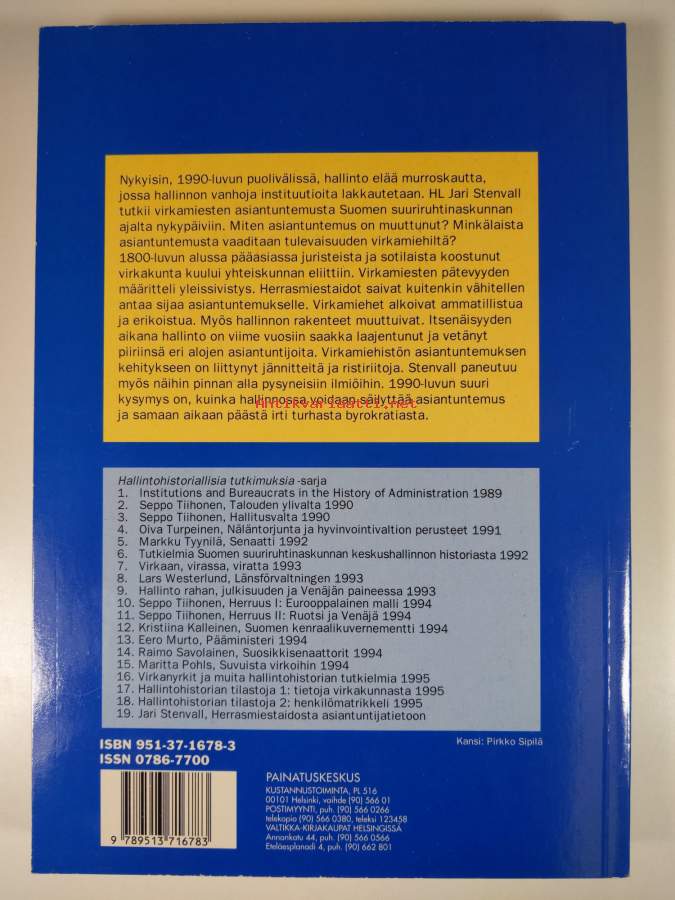 Nykyisin, 1990-luvun puolivälissä, hallinto elää murroskautta,
jossa hallinnon vanhoja instituutioita lakkautetaan. HL Jari Stenvall
tutkii virkamiesten asiantuntemusta Suomen suuriruhtinaskunnan
ajalta nykypäiviin. Miten asiantuntemus on muuttunut? Minkälaista
asiantuntemusta vaaditaan tulevaisuuden virkamiehiltä?
1800-luvun alussa pääasiassa juristeista ja sotilaista koostunut
virkakunta kuului yhteiskunnan eliittiin. Virkamiesten pätevyyden
määritteli yleissivistys. Herrasmiestaidot saivat kuitenkin vähitellen
antaa sijaa asiantuntemukselle. Virkamiehet alkoivat ammatillistua
ja erikoistua. Myös hallinnon rakenteet muuttuivat. Itsenäisyyden
aikana hallinto on viime vuosiin saakka laajentunut ja vetänyt
piiriinsä eri alojen asiantuntijoita. Virkamiehistön asiantuntemuksen
kehitykseen on liittynyt jännitteitä ja ristiriitoja. Stenvall paneutuu
myös näihin pinnan alla pysyneisiin ilmiöihin. 1990-luvun suuri
kysymys on, kuinka hallinnossa voidaan säilyttää asiantuntemus
Antikvariaatti.net
ja samaan aikaan päästä irti turhasta byrokratiasta.
Hallintohistoriallisia tutkimuksia -sarja
1. Institutions and Bureaucrats in the History of Administration 1989
2. Seppo Tiihonen, Talouden ylivalta 1990
3. Seppo Tiihonen, Hallitusvalta 1990
4. Oiva Turpeinen, Näläntorjunta ja hyvinvointivaltion perusteet 1991
5. Markku Tyynilä, Senaatti 1992
6. Tutkielmia Suomen suuriruhtinaskunnan keskushallinnon historiasta 1992
7. Virkaan, virassa, viratta 1993
8. Lars Westerlund, Länsförvaltningen 1993
9. Hallinto rahan, julkisuuden ja Venäjän paineessa 1993
10. Seppo Tiihonen, Herruus I: Eurooppalainen malli 1994
11. Seppo Tiihonen, Herruus II: Ruotsi ja Venäjä 1994
12. Kristiina Kalleinen, Suomen kenraalikuvernementti 1994
13. Eero Murto, Pääministeri 1994
14. Raimo Savolainen, Suosikkisenaattorit 1994
15. Maritta Pohls, Suvuista virkoihin 1994
16. Virkanyrkit ja muita hallintohistorian tutkielmia 1995
17. Hallintohistorian tilastoja 1: tietoja virkakunnasta 1995
18. Hallintohistorian tilastoja 2: henkilömatrikkeli 1995
19. Jari Stenvall, Herrasmiestaidosta asiantuntijatietoon
ISBN 951-37-1678-3
ISSN 0786-7700
Kansi: Pirkko Sipilä
9 789513 716783
PAINATUSKESKUS
KUSTANNUSTOIMINTA, PL 516
00101 Helsinki, vaihde (90) 566 01
POSTIMYYNTI, puh. (90) 566 0266
telekopio (90) 566 0380, teleksi 123458
VALTIKKA-KIRJAKAUPAT HELSINGISSÄ
Annankatu 44, puh. (90) 566 0566
Eteläesplanadi 4, puh. (90) 662 801